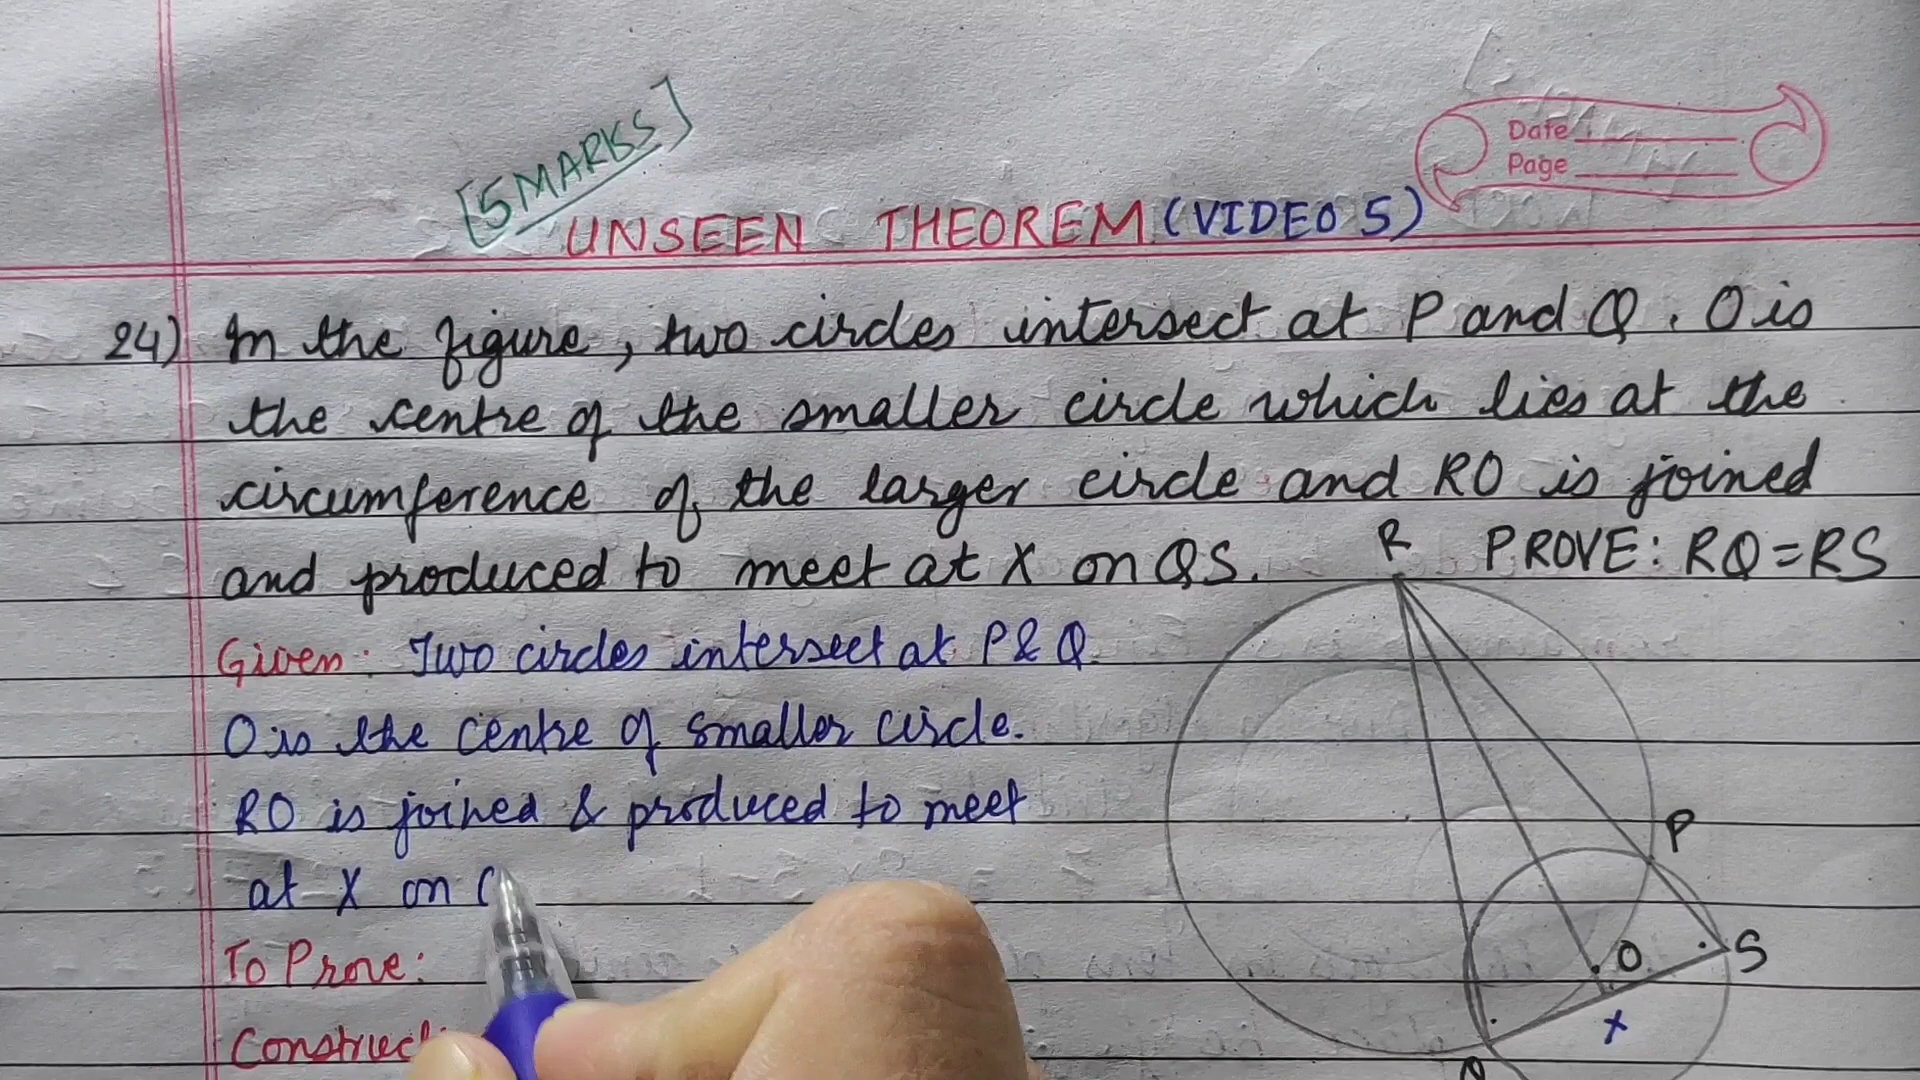 [5 MARKS]
Date
Page
UNSEEN THEOREM (VIDEO 5)
24) In the figure, two circles intersect at P and Q. O is
the centre of the smaller circle which lies at the
circumference of the larger circle and RO is joined
and produced to meet at X on QS.
PROVE: RQ = RS
Given: Two circles intersect at P & Q
O is the centre of smaller circle.
RO is joined & produced to meet
at X on
To Prove:
R
P
O
S
X
Q